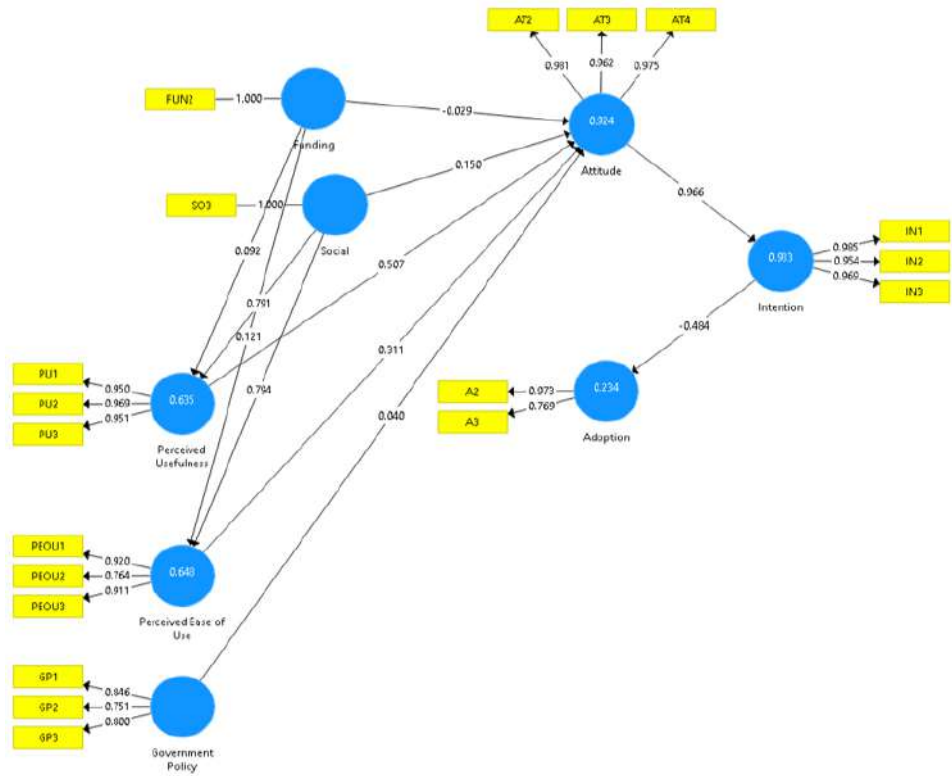 AT2
AT3
AT4
0.981
0.962
0.975
FUN2
1.000
Funding
-0.029
0.924
Attitude
SO3
1.000
Social
0.150
0.966
0.092
0.791
0.121
0.794
0.507
0.311
0.040
IN1
0.985
0.983
0.954
IN2
0.969
IN3
Intention
-0.484
PU1
0.950
PU2
0.969
0.635
PU3
0.951
Perceived
Usefulness
A2
0.973
0.234
A3
0.769
Adoption
PEOU1
0.920
PEOU2
0.764
0.648
PEOU3
0.911
Perceived Ease of
Use
GP1
0.846
GP2
0.751
GP3
0.800
Government
Policy